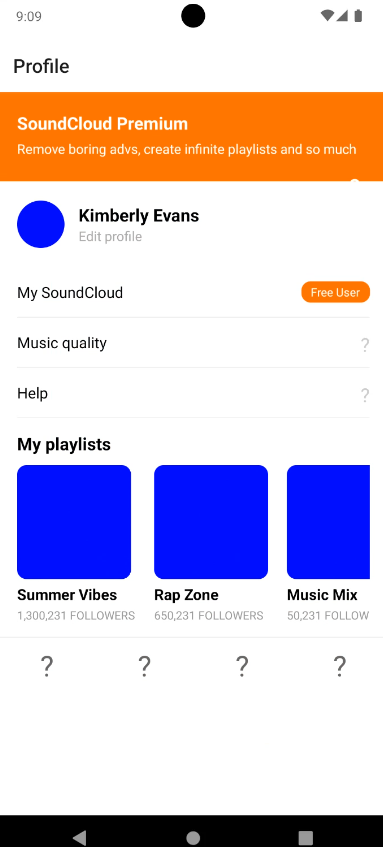 9:09
Profile
SoundCloud Premium
Remove boring advs, create infinite playlists and so much
Kimberly Evans
Edit profile
My SoundCloud
Free User
Music quality
?
Help
?
My playlists
Summer Vibes
Rap Zone
Music Mix
1,300,231 FOLLOWERS
650,231 FOLLOWERS
50,231 FOLLOW
? ? ? ?